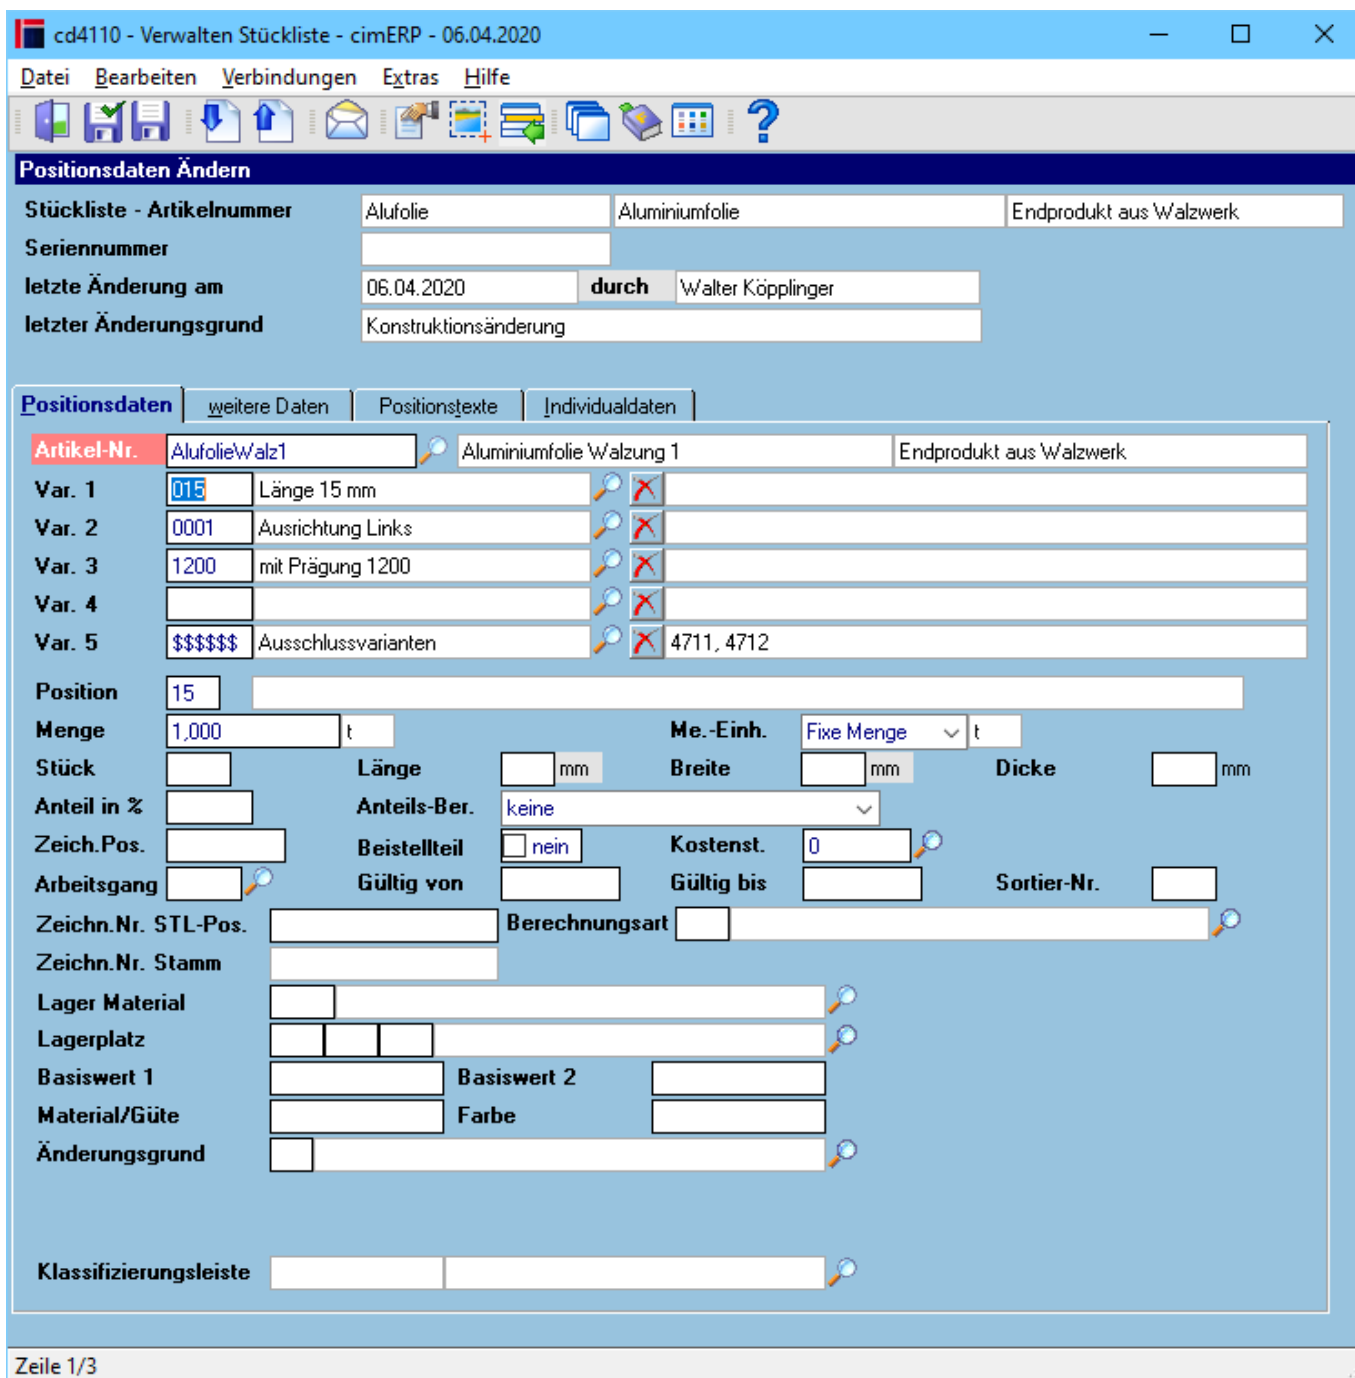 cd4110 - Verwalten Stückliste - cimERP - 06.04.2020
Datei Bearbeiten Verbindungen Extras Hilfe
Positionsdaten Ändern
Stückliste - Artikelnummer Alufolie Aluminiumfolie Endprodukt aus Walzwerk
Seriennummer
letzte Änderung am 06.04.2020 durch Walter Köpplinger
letzter Änderungsgrund Konstruktionsänderung
Positionsdaten weitere Daten Positionstexte Individualdaten
Artikel-Nr. AlufolieWalz1 Aluminiumfolie Walzung 1 Endprodukt aus Walzwerk
Var. 1 015 Länge 15 mm
Var. 2 0001 Ausrichtung Links
Var. 3 1200 mit Prägung 1200
Var. 4
Var. 5 $$$$$$ Ausschlussvarianten 4711, 4712
Position 15
Menge 1,000 t Me.-Einh. Fixe Menge t
Stück Länge mm Breite mm Dicke mm
Anteil in % Anteils-Ber. keine
Zeich.Pos. Beistellteil nein Kostenst. 0
Arbeitsgang Gültig von Gültig bis Sortier-Nr.
Zeichn.Nr. STL-Pos. Berechnungsart
Zeichn.Nr. Stamm
Lager Material
Lagerplatz
Basiswert 1 Basiswert 2
Material/Güte Farbe
Änderungsgrund
Klassifizierungsleiste
Zeile 1/3